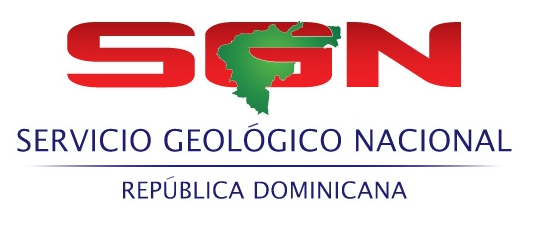 SGN
SERVICIO GEOLÓGICO NACIONAL
REPÚBLICA DOMINICANA